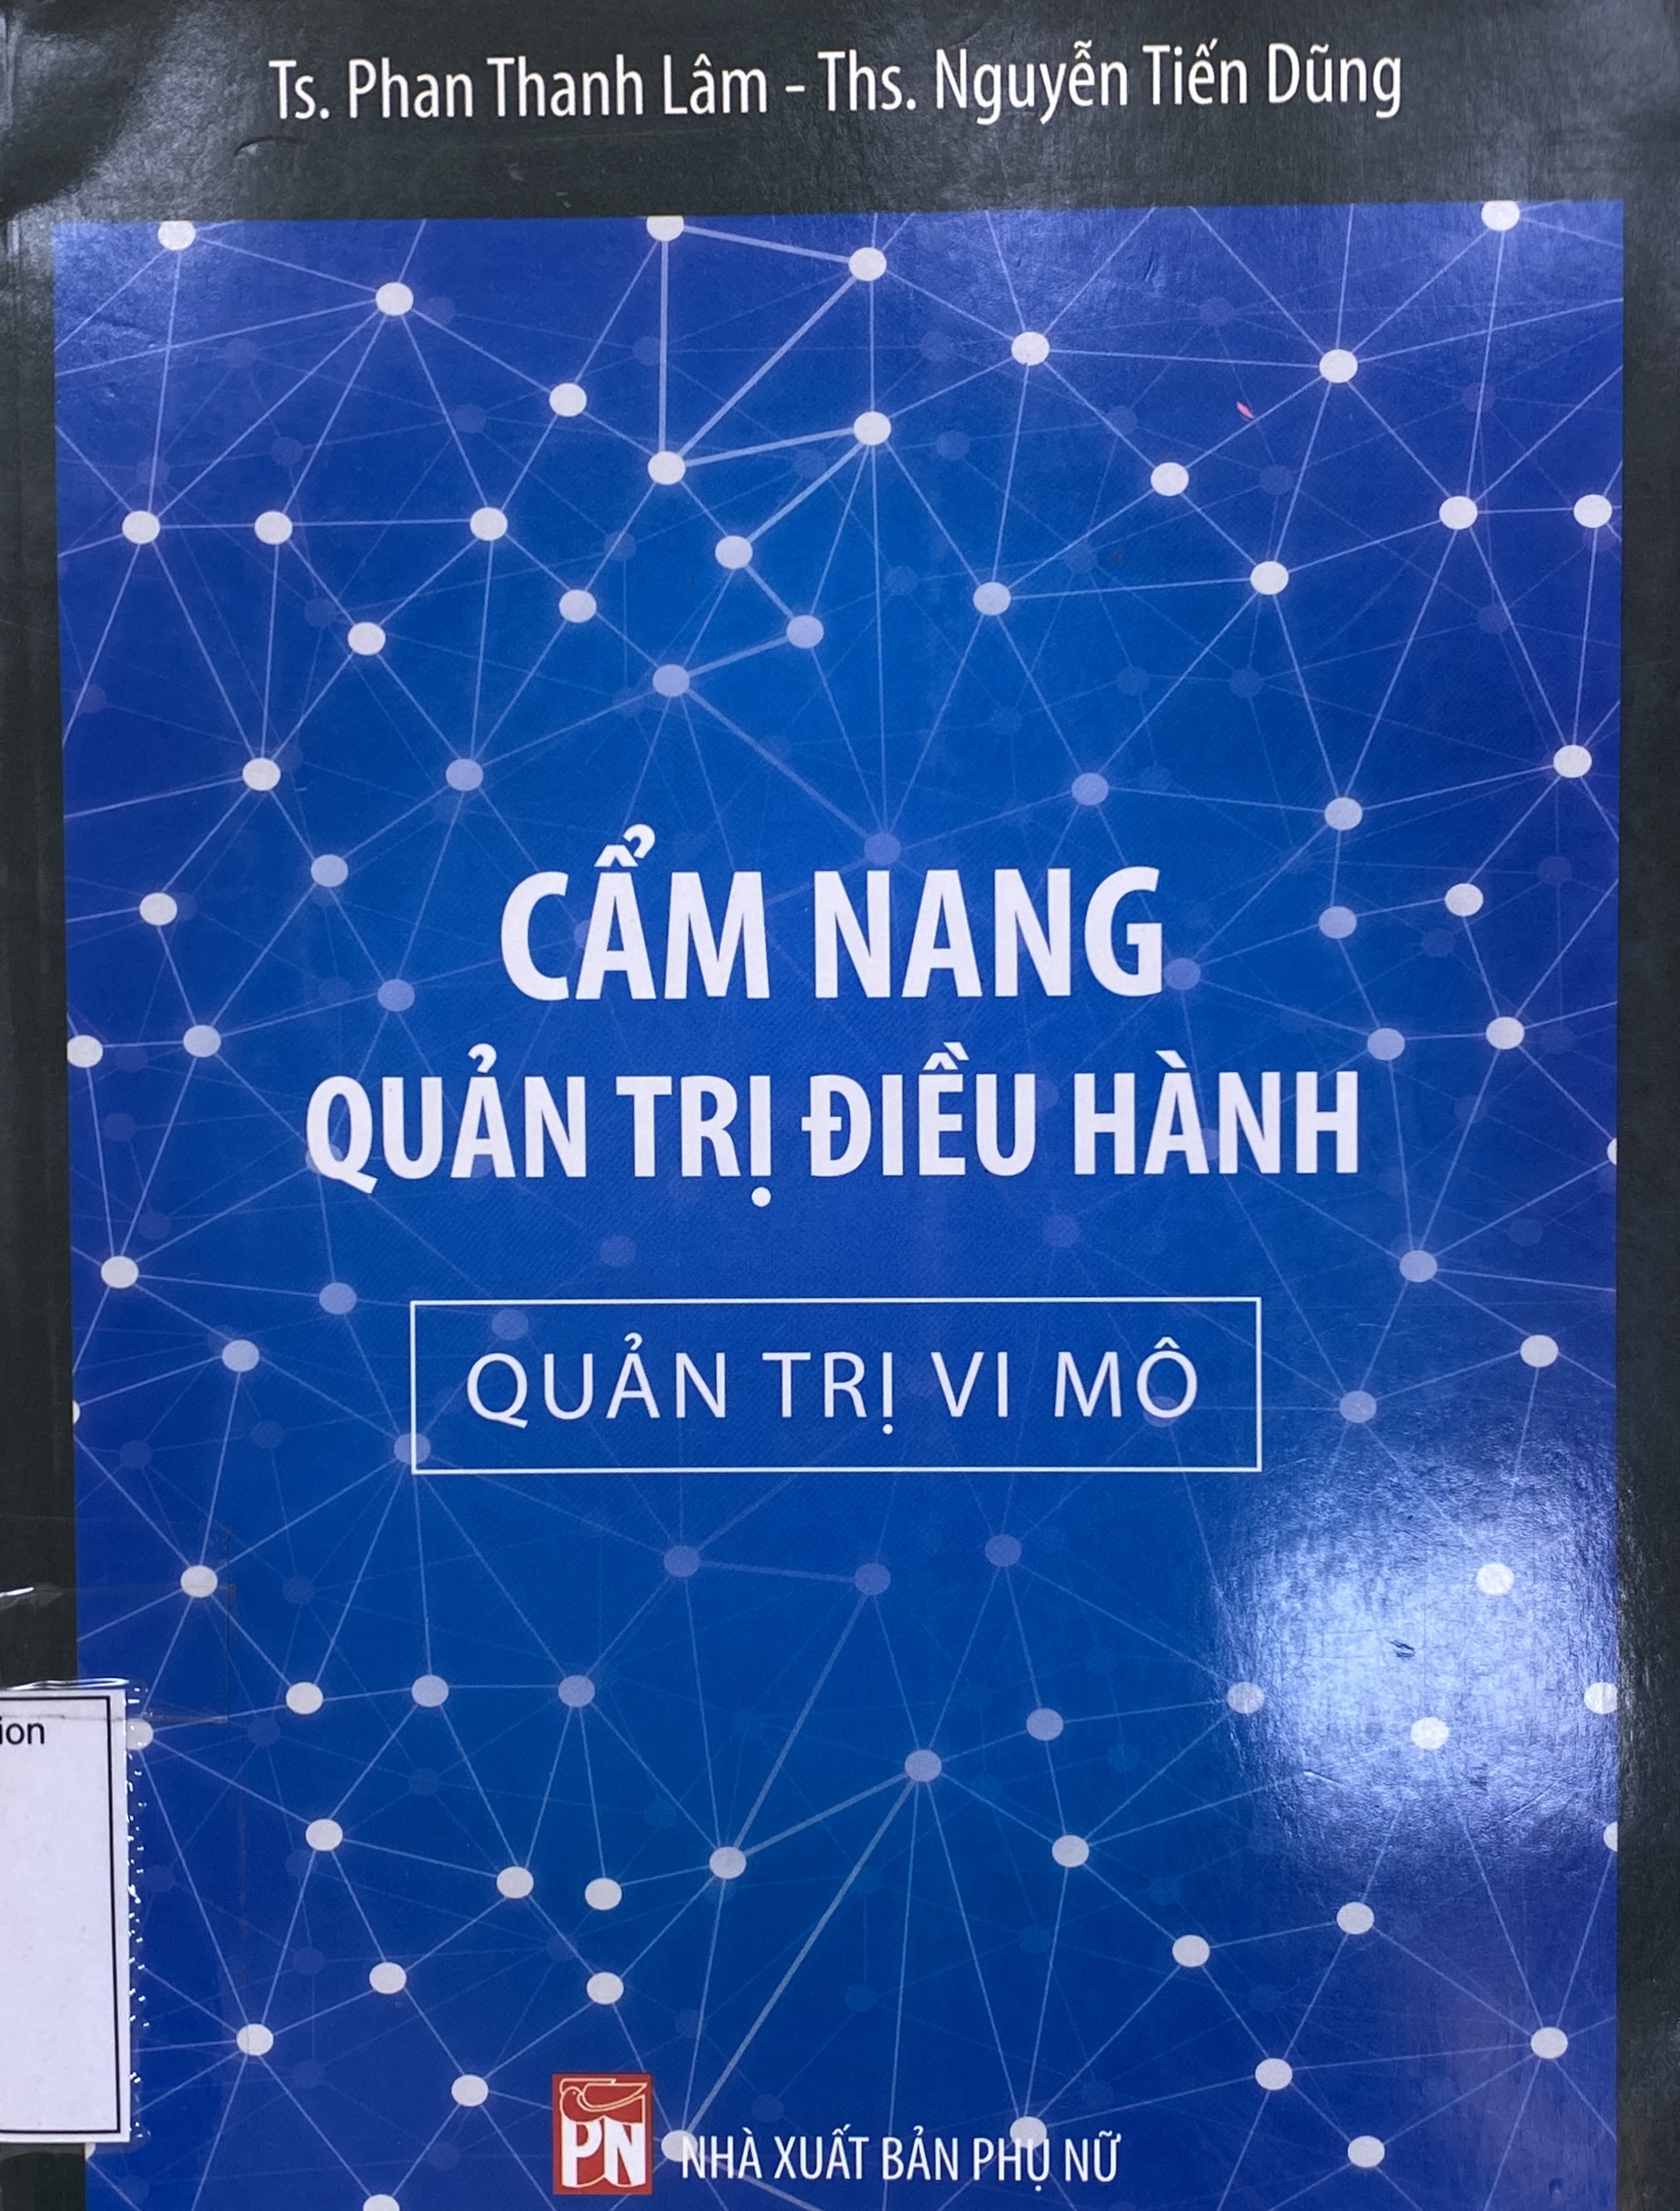 Ts. Phan Thanh Lâm - Ths. Nguyễn Tiến Dũng
CẨM NANG
QUẢN TRỊ ĐIỀU HÀNH
QUẢN TRỊ VI MÔ
ion
PN NHÀ XUẤT BẢN PHỤ NỮ